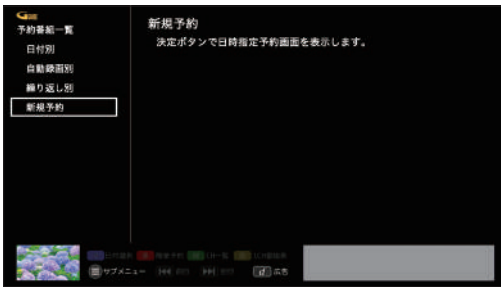 予約番組一覧
日付別
自動録画別
繰り返し別
新規予約
新規予約
決定ボタンで日時指定予約画面を表示します。
サブメニュー
d 広告